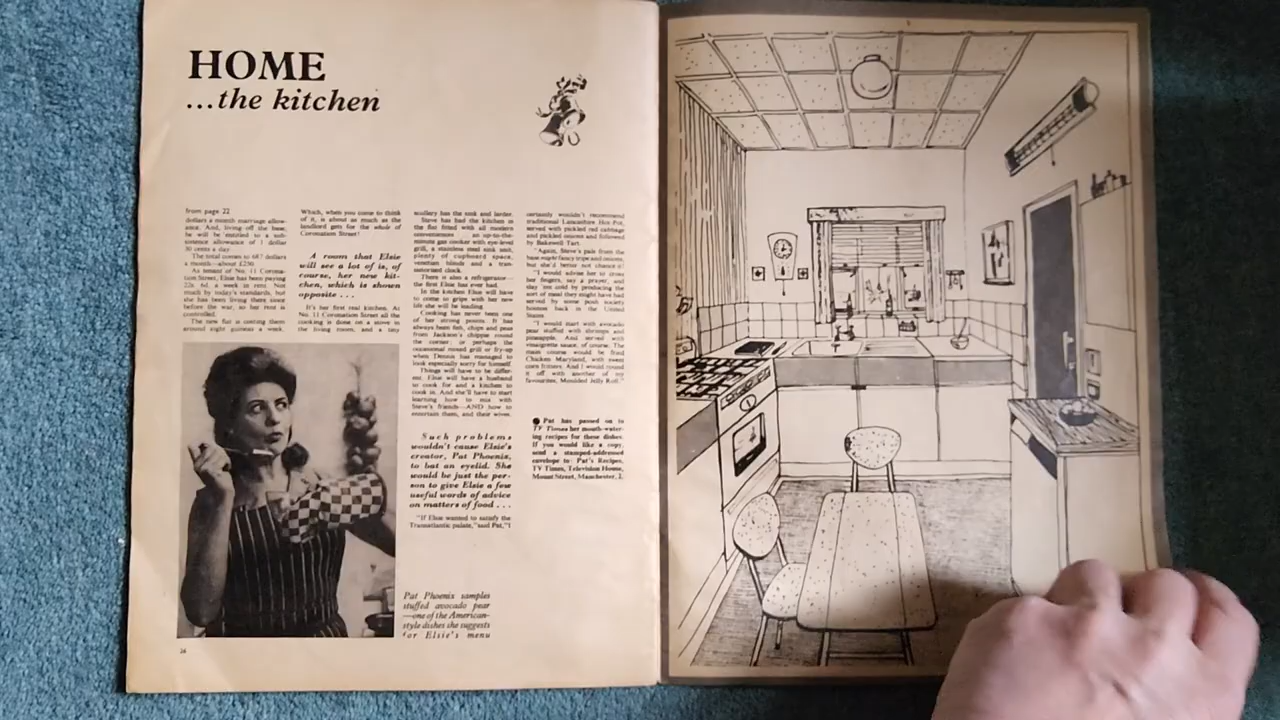 HOME
...the kitchen
from page 22
dollars a month marriage allow-
ance. And, living off the base,
he will be entitled to a sub-
sistence allowance of 1 dollar
30 cents a day.
The total comes to 687 dollars
a month—about £250.
As tenant of No. 11 Corona-
tion Street, Elsie has been paying
22s. 6d. a week in rent. Not
much by today's standards, but
she has been living there since
before the war, so her rent is
controlled.
The new flat is costing them
around eight guineas a week.
Which, when you come to think
of it, is about as much as the
landlord gets for the whole of
Coronation Street!
A room that Elsie
will see a lot of is, of
course, her new kit-
chen, which is shown
opposite . . .
It's her first real kitchen. At
No. 11 Coronation Street all the
cooking is done on a stove in
the living room, and a tiny
scullery has the sink and larder.
Steve has had the kitchen in
the flat fitted with all modern
conveniences an up-to-the-
minute gas cooker with eye-level
grill, a stainless steel sink unit,
plenty of cupboard space,
venetian blinds and a tran-
sistorised clock.
There is also a refrigerator—
the first Elsie has ever had.
In the kitchen Elsie will have
to come to grips with her new
life she will be leading.
Cooking has never been one
of her strong points. It has
always been fish, chips and peas
from Jackson's chippie round
the corner; or perhaps the
occasional mixed grill or fry-up
when Dennis has managed to
look especially sorry for himself.
Things will have to be differ-
ent. Elsie will have a husband
to cook for and a kitchen to
cook in. And she'll have to start
learning how to mix with
Steve's friends—AND how to
entertain them, and their wives.
Such problems
wouldn't cause Elsie's
creator, Pat Phoenix,
to bat an eyelid. She
would be just the per-
son to give Elsie a few
useful words of advice
on matters of food . . .
"If Elsie wanted to satisfy the
Transatlantic palate," said Pat, "I
certainly wouldn't recommend
traditional Lancashire Hot Pot,
served with pickled red cabbage
and pickled onions and followed
by Bakewell Tart.
"Again, Steve's pals from the
base might fancy tripe and onions,
but she'd better not chance it!
"I would advise her to cross
her fingers, say a prayer, and
stay out cold by producing the
sort of meal they might have had
served by some posh society
hostess back in the United
States.
"I would start with avocado
pear stuffed with shrimps and
pineapple. And served with
vinaigrette sauce, of course. The
main course would be fried
Chicken Maryland, with sweet
corn fritters. And I would round
it off with another of my
favourites, Moulded Jelly Roll."
● Pat has passed on to
TV Times her mouth-water-
ing recipes for these dishes.
If you would like a copy,
send a stamped-addressed
envelope to: Pat's Recipes,
TV Times, Television House,
Mount Street, Manchester, 2.
Pat Phoenix samples
stuffed avocado pear
—one of the American-
style dishes she suggests
for Elsie's menu